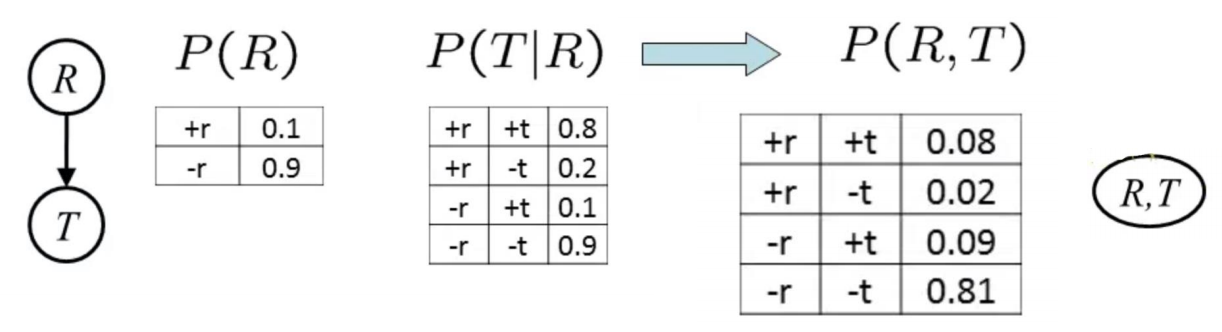 R
T
P(R)
+r 0.1
-r 0.9
P(T|R)
+r +t 0.8
+r -t 0.2
-r +t 0.1
-r -t 0.9
P(R,T)
+r +t 0.08
+r -t 0.02
-r +t 0.09
-r -t 0.81
R,T